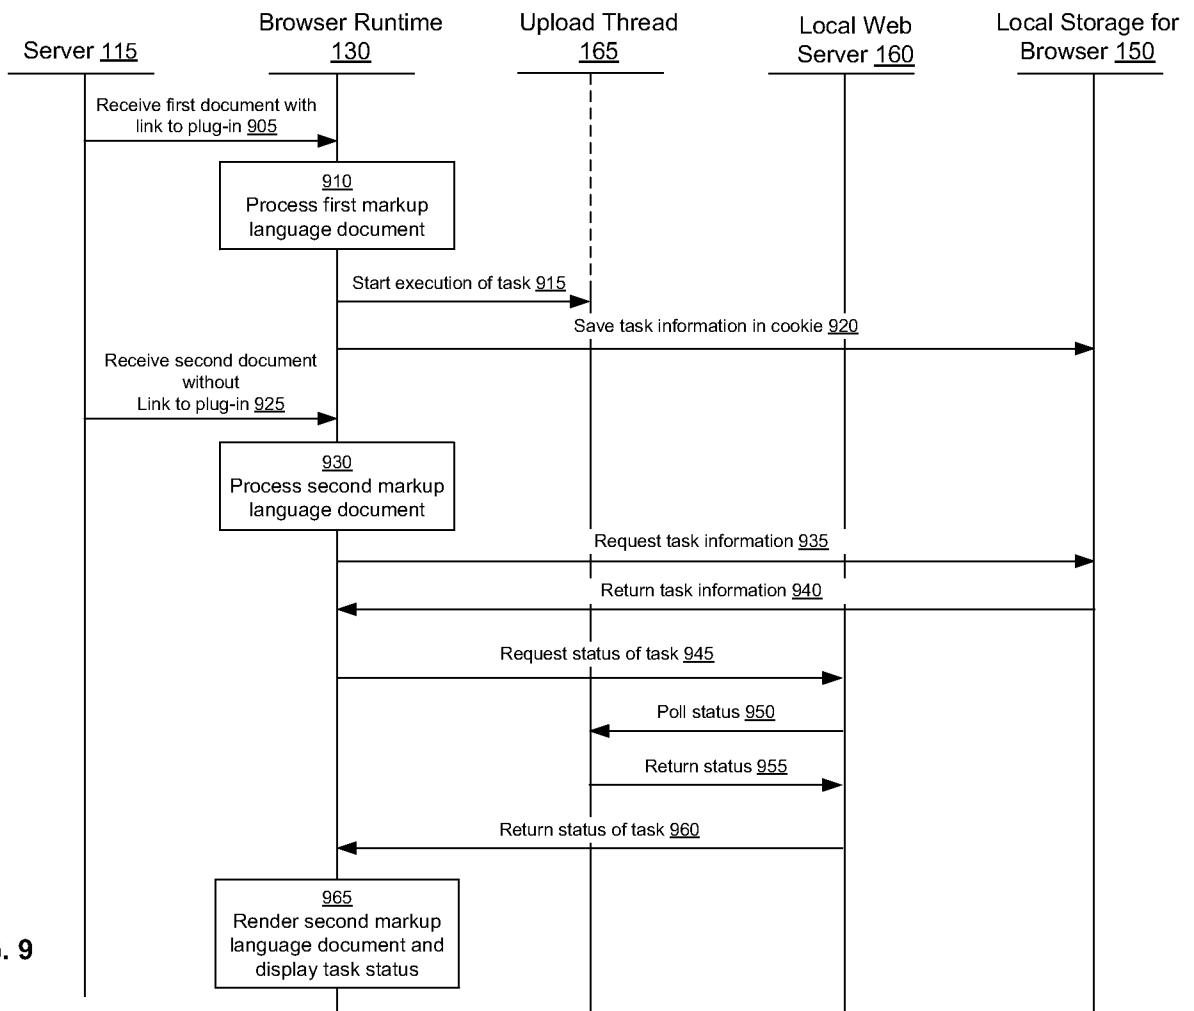 Server 115
Browser Runtime
130
Upload Thread
165
Local Web
Server 160
Local Storage for
Browser 150
Receive first document with
link to plug-in 905
910
Process first markup
language document
Start execution of task 915
Save task information in cookie 920
Receive second document
without
Link to plug-in 925
930
Process second markup
language document
Request task information 935
Return task information 940
Request status of task 945
Poll status 950
Return status 955
Return status of task 960
965
Render second markup
language document and
display task status
. 9